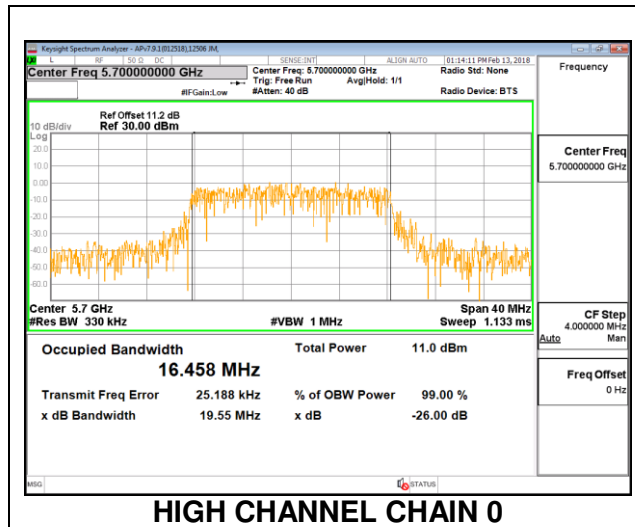 Keysight Spectrum Analyzer - APv7.9.1(012518),12506 JM,
L RF 50 Ω DC SENSE:INT ALIGN AUTO 01:14:11 PM Feb 13, 2018
Center Freq 5.700000000 GHz
Center Freq: 5.700000000 GHz Radio Std: None
Trig: Free Run Avg|Hold: 1/1
#IFGain:Low #Atten: 40 dB Radio Device: BTS
Frequency
Ref Offset 11.2 dB
10 dB/div Ref 30.00 dBm
Log
20.0
10.0
0.00
-10.0
-20.0
-30.0
-40.0
-50.0
-60.0
Center 5.7 GHz Span 40 MHz
#Res BW 330 kHz #VBW 1 MHz Sweep 1.133 ms
Occupied Bandwidth Total Power 11.0 dBm
16.458 MHz
Transmit Freq Error 25.188 kHz % of OBW Power 99.00 %
x dB Bandwidth 19.55 MHz x dB -26.00 dB
Center Freq
5.700000000 GHz
CF Step
4.000000 MHz
Auto Man
Freq Offset
0 Hz
MSG STATUS
HIGH CHANNEL CHAIN 0